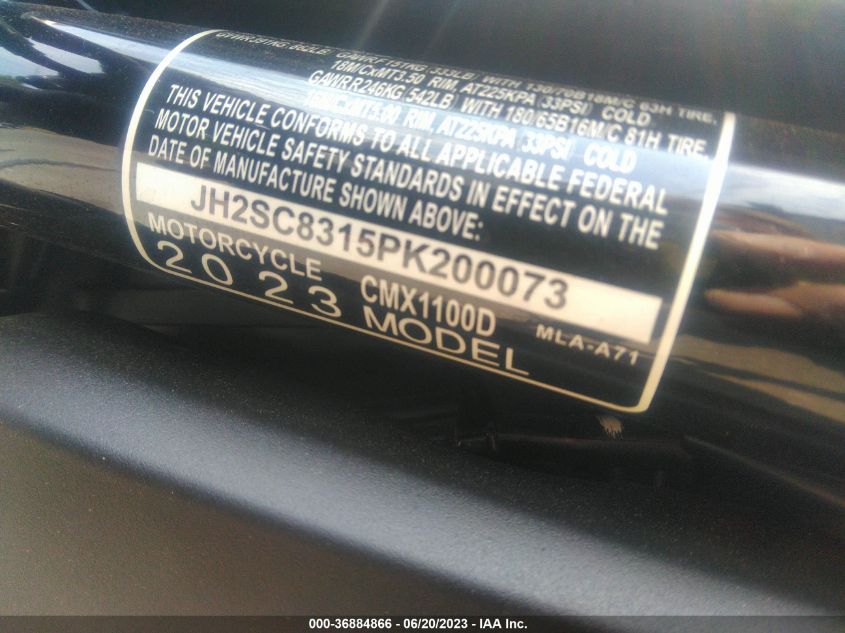 GAWRF151KG 333LB WITH 130/70B18M/C 63H TIRE,
18M/CxMT3.50 RIM, AT225KPA 33PSI COLD
GAWRR246KG 542LB WITH 180/65B16M/C 81H TIRE,
16M/CxMT5.00 RIM, AT225KPA 33PSI COLD
THIS VEHICLE CONFORMS TO ALL APPLICABLE FEDERAL
MOTOR VEHICLE SAFETY STANDARDS IN EFFECT ON THE
DATE OF MANUFACTURE SHOWN ABOVE:
JH2SC8315PK200073
MOTORCYCLE CMX1100D MLA-A71
2023 MODEL
000-36884866 - 06/20/2023 - IAA Inc.